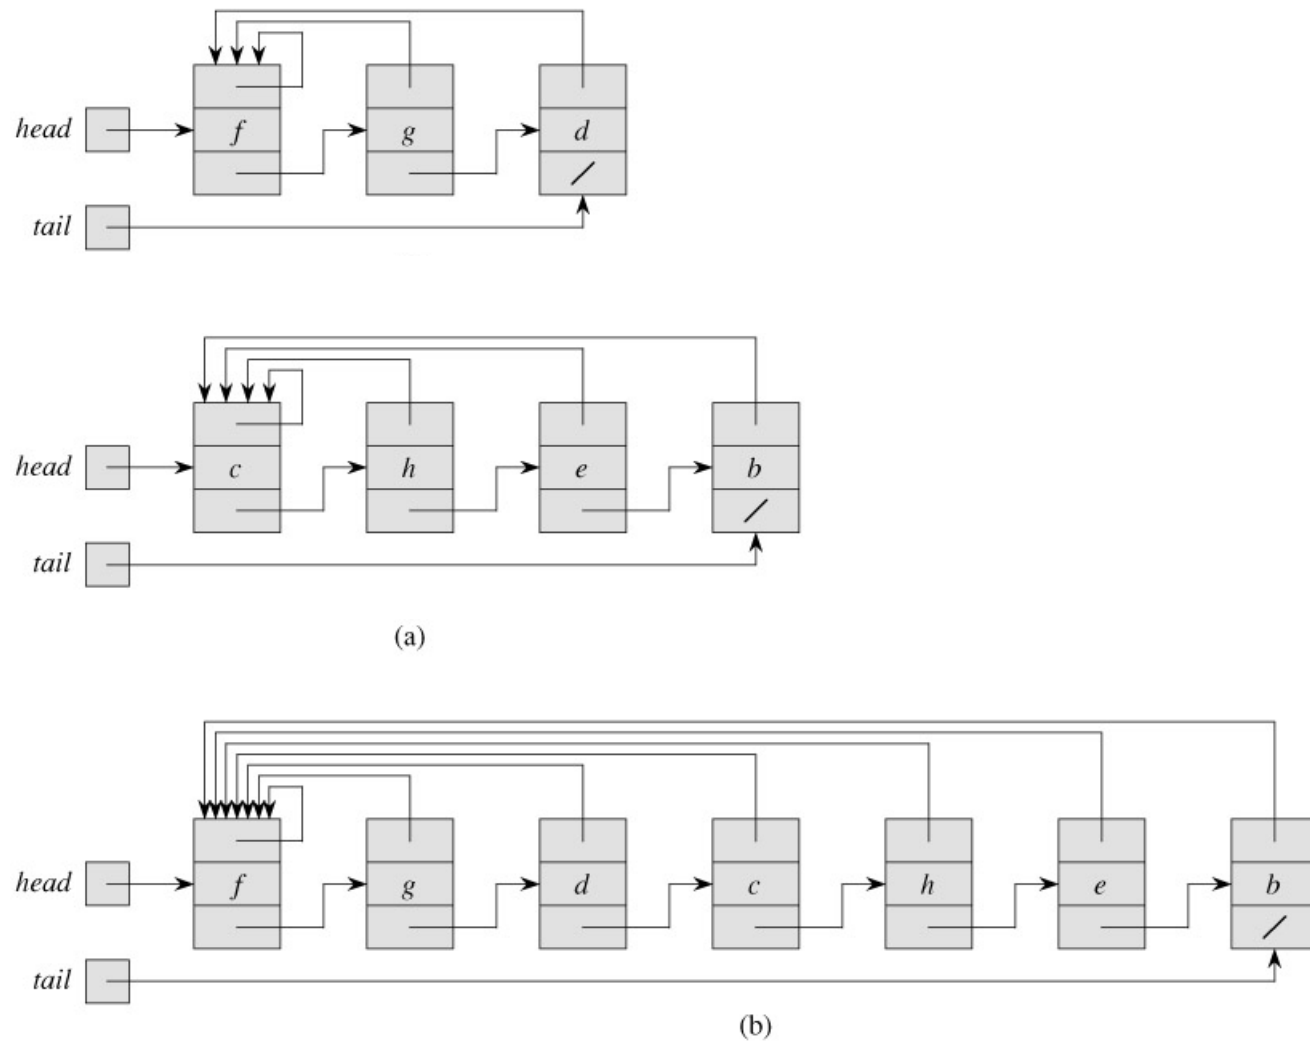 head f g d
tail
head c h e b
tail
(a)
head f g d c h e b
tail
(b)